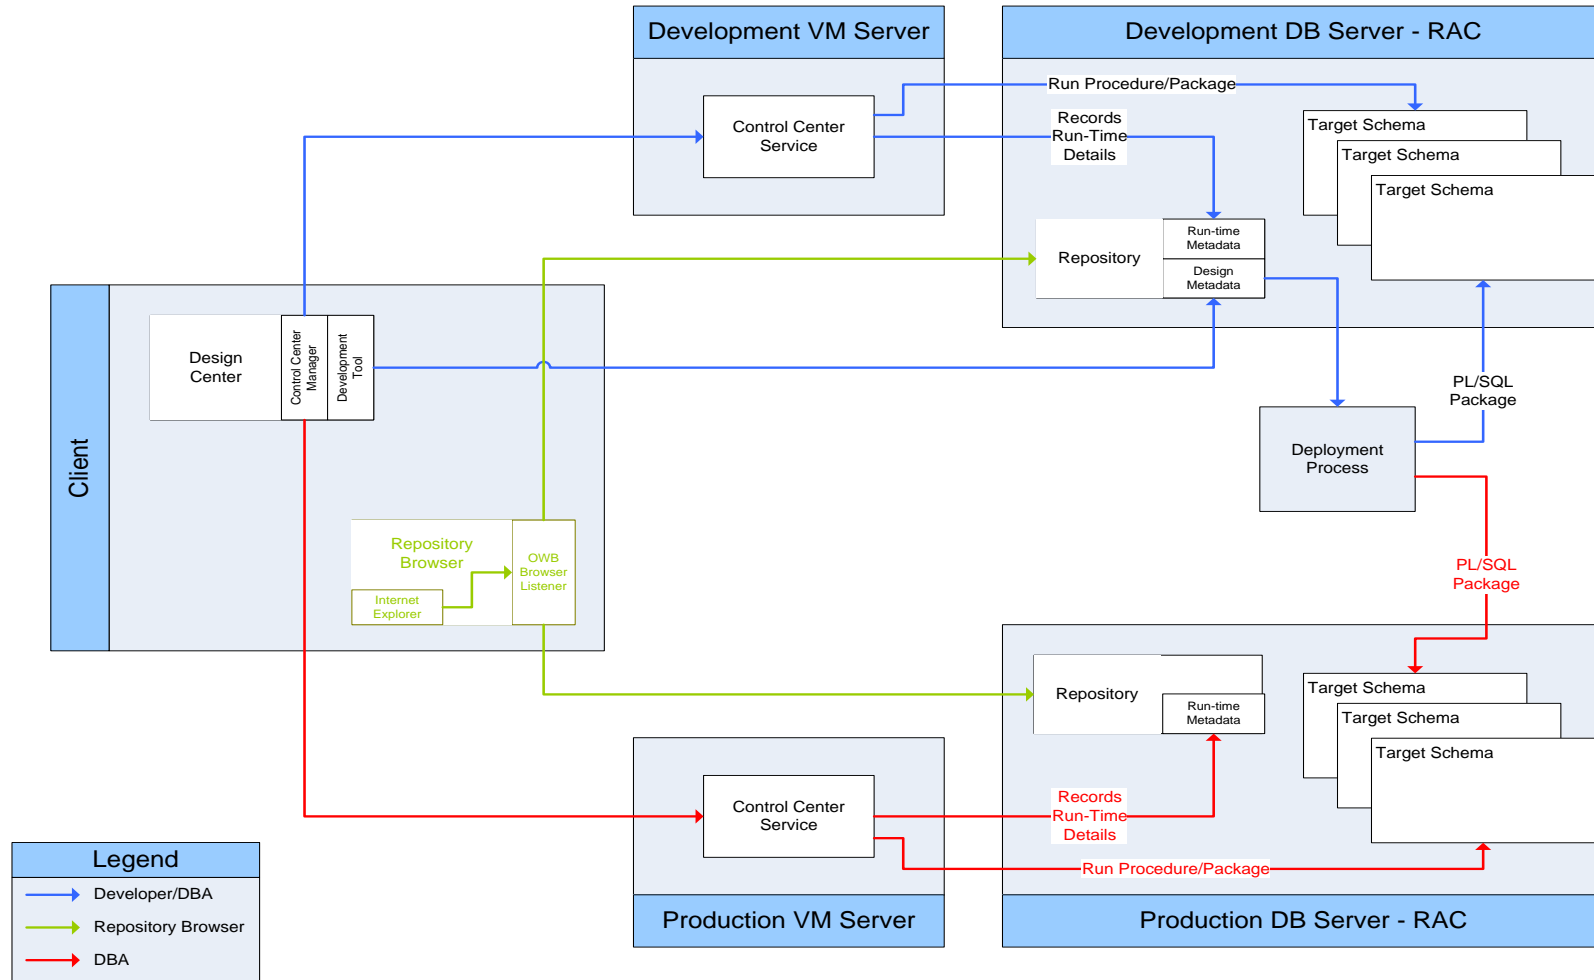 Development VM Server
Development DB Server - RAC
Control Center
Service
Run Procedure/Package
Records
Run-Time
Details
Target Schema
Target Schema
Target Schema
Repository
Run-time
Metadata
Design
Metadata
Client
Design
Center
Control Center
Manager
Development
Tool
PL/SQL
Package
Deployment
Process
Repository
Browser
Internet
Explorer
OWB
Browser
Listener
PL/SQL
Package
Repository
Run-time
Metadata
Target Schema
Target Schema
Target Schema
Control Center
Service
Records
Run-Time
Details
Run Procedure/Package
Production VM Server
Production DB Server - RAC
Legend
Developer/DBA
Repository Browser
DBA